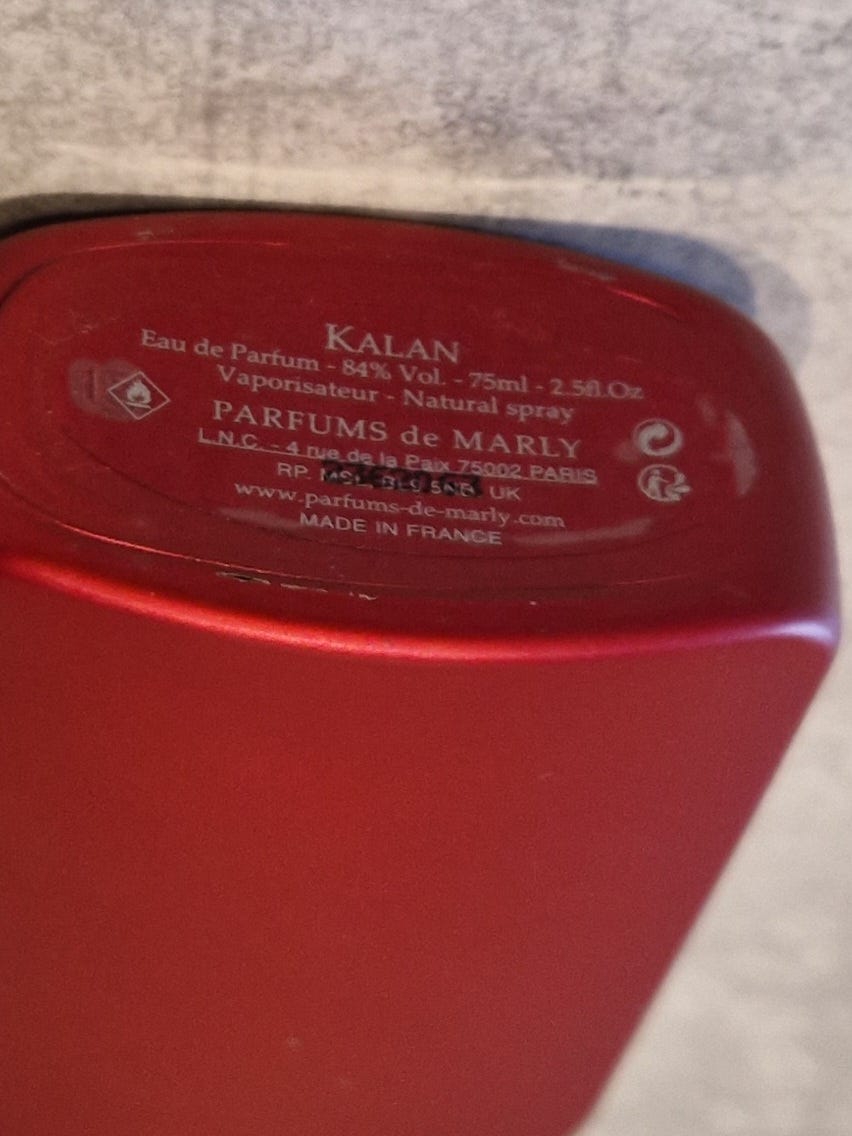 KALAN
Eau de Parfum - 84% Vol. - 75ml - 2.5fl.Oz
Vaporisateur - Natural spray
PARFUMS de MARLY
L.N.C. - 4 rue de la Paix 75002 PARIS
RP. UK
www.parfums-de-marly.com
MADE IN FRANCE